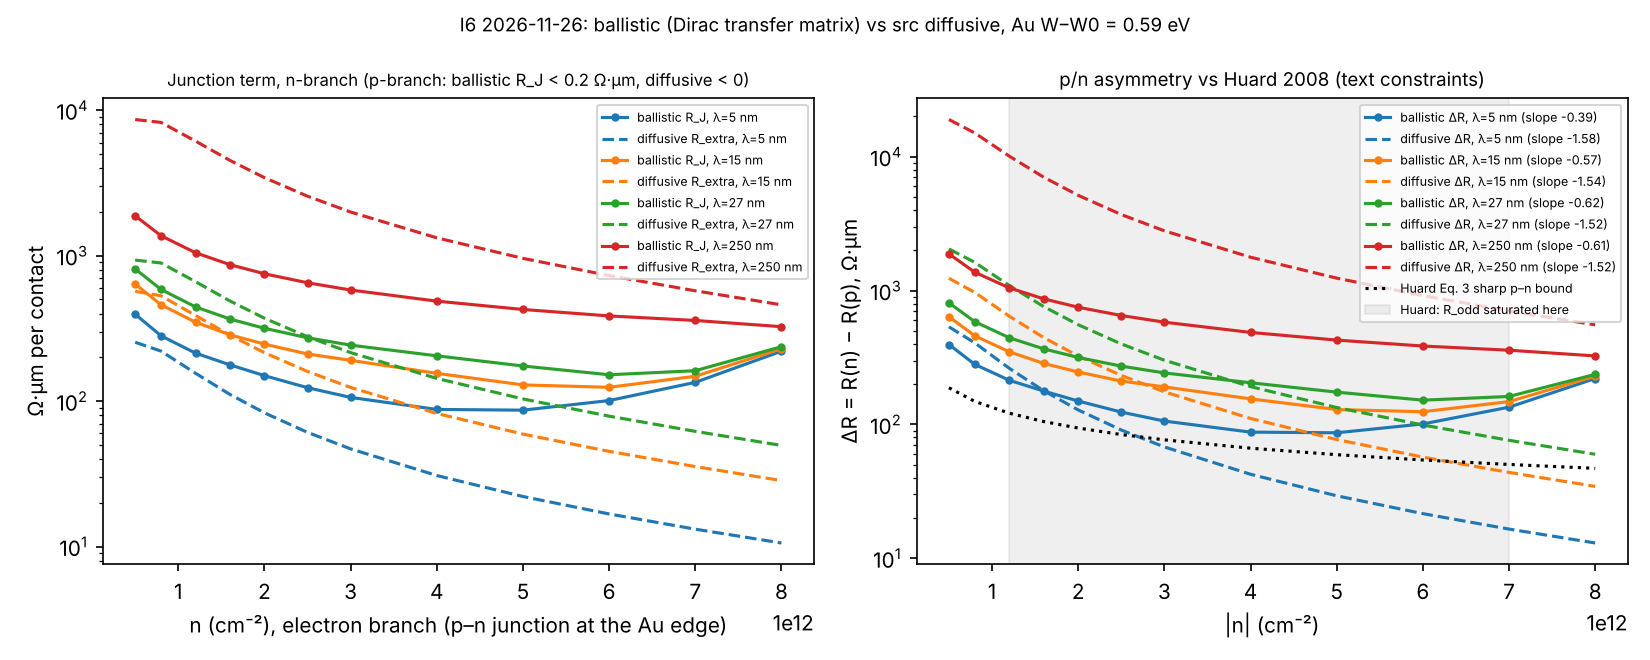 I6 2026-11-26: ballistic (Dirac transfer matrix) vs src diffusive, Au W−W0 = 0.59 eV
Junction term, n-branch (p-branch: ballistic R_J < 0.2 Ω·μm, diffusive < 0)
Ω·μm per contact
10⁴
10³
10²
10¹
ballistic R_J, λ=5 nm
diffusive R_extra, λ=5 nm
ballistic R_J, λ=15 nm
diffusive R_extra, λ=15 nm
ballistic R_J, λ=27 nm
diffusive R_extra, λ=27 nm
ballistic R_J, λ=250 nm
diffusive R_extra, λ=250 nm
1 2 3 4 5 6 7 8
1e12
n (cm⁻²), electron branch (p–n junction at the Au edge)
p/n asymmetry vs Huard 2008 (text constraints)
ΔR = R(n) − R(p), Ω·μm
10⁴
10³
10²
10¹
ballistic ΔR, λ=5 nm (slope -0.39)
diffusive ΔR, λ=5 nm (slope -1.58)
ballistic ΔR, λ=15 nm (slope -0.57)
diffusive ΔR, λ=15 nm (slope -1.54)
ballistic ΔR, λ=27 nm (slope -0.62)
diffusive ΔR, λ=27 nm (slope -1.52)
ballistic ΔR, λ=250 nm (slope -0.61)
diffusive ΔR, λ=250 nm (slope -1.52)
Huard Eq. 3 sharp p–n bound
Huard: R_odd saturated here
1 2 3 4 5 6 7 8
1e12
|n| (cm⁻²)